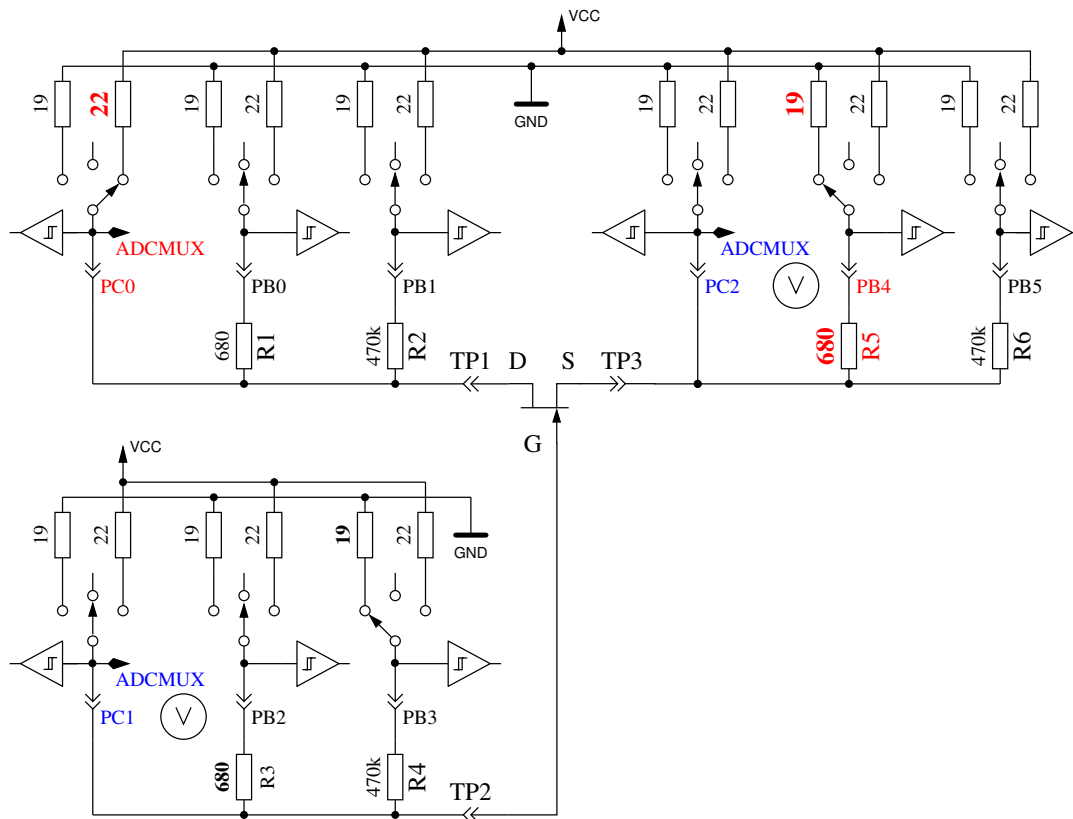 VCC
19
22
19
22
19
22
GND
19
22
19
22
19
22
ADCMUX
ADCMUX
PC0
PB0
PB1
PC2
V
PB4
PB5
680
R1
470k
R2
680
R5
470k
R6
TP1
D
S
TP3
G
VCC
19
22
19
22
19
22
GND
ADCMUX
PC1
V
PB2
PB3
680
R3
470k
R4
TP2